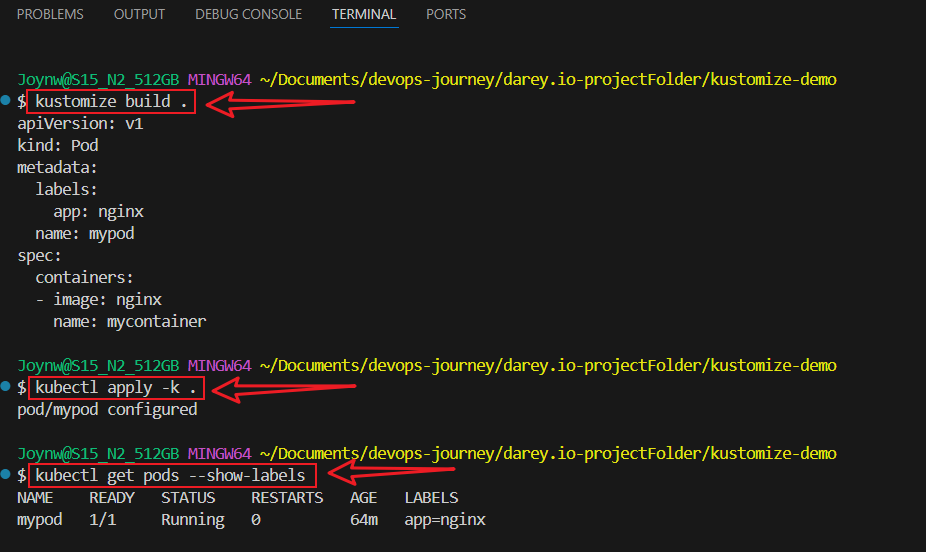 PROBLEMS OUTPUT DEBUG CONSOLE TERMINAL PORTS
Joynw@S15_N2_512GB MINGW64 ~/Documents/devops-journey/darey.io-projectFolder/kustomize-demo
$ kustomize build .
apiVersion: v1
kind: Pod
metadata:
  labels:
    app: nginx
  name: mypod
spec:
  containers:
  - image: nginx
    name: mycontainer
Joynw@S15_N2_512GB MINGW64 ~/Documents/devops-journey/darey.io-projectFolder/kustomize-demo
$ kubectl apply -k .
pod/mypod configured
Joynw@S15_N2_512GB MINGW64 ~/Documents/devops-journey/darey.io-projectFolder/kustomize-demo
$ kubectl get pods --show-labels
NAME    READY   STATUS    RESTARTS   AGE   LABELS
mypod   1/1     Running   0          64m   app=nginx